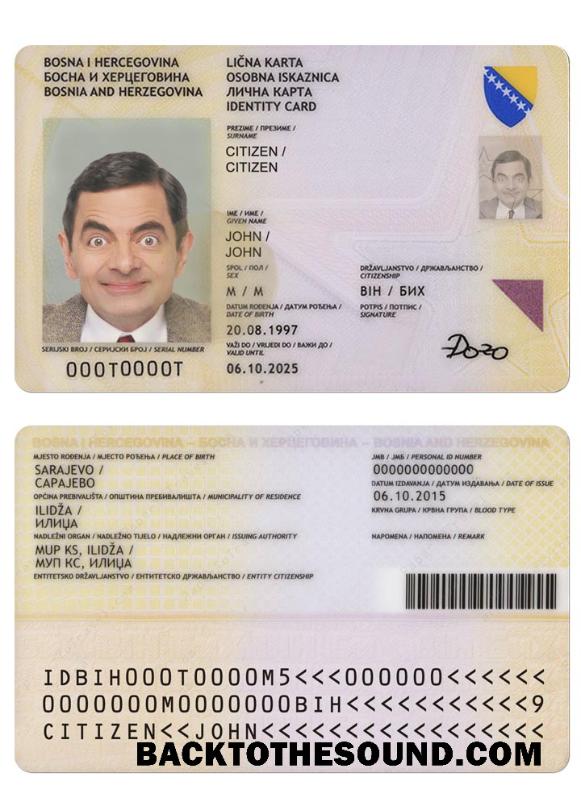 BOSNA I HERCEGOVINA
БОСНА И ХЕРЦЕГОВИНА
BOSNIA AND HERZEGOVINA
LIČNA KARTA
OSOBNA ISKAZNICA
ЛИЧНА КАРТА
IDENTITY CARD
PREZIME / ПРЕЗИМЕ /
SURNAME
CITIZEN /
CITIZEN
IME / ИМЕ /
GIVEN NAME
JOHN /
JOHN
SPOL / ПОЛ /
SEX
M / M
DRŽAVLJANSTVO / ДРЖАВЉАНСТВО /
CITIZENSHIP
BIH / БИХ
DATUM ROĐENJA / ДАТУМ РОЂЕЊА /
DATE OF BIRTH
20.08.1997
POTPIS / ПОТПИС /
SIGNATURE
VAŽI DO / VRIJEDI DO / ВАЖИ ДО /
VALID UNTIL
06.10.2025
SERIJSKI BROJ / СЕРИЈСКИ БРОЈ / SERIAL NUMBER
000T0000T
BOSNA I HERCEGOVINA – БОСНА И ХЕРЦЕГОВИНА – BOSNIA AND HERZEGOVINA
MJESTO ROĐENJA / МЈЕСТО РОЂЕЊА / PLACE OF BIRTH
SARAJEVO /
САРАЈЕВО
OPĆINA PREBIVALIŠTA / ОПШТИНА ПРЕБИВАЛИШТА / MUNICIPALITY OF RESIDENCE
ILIDŽA /
ИЛИЏА
NADLEŽNI ORGAN / NADLEŽNO TIJELO / НАДЛЕЖНИ ОРГАН / ISSUING AUTHORITY
MUP KS, ILIDŽA /
МУП КС, ИЛИЏА
ENTITETSKO DRŽAVLJANSTVO / ЕНТИТЕТСКО ДРЖАВЉАНСТВО / ENTITY CITIZENSHIP
JMB / ЈМБ / PERSONAL ID NUMBER
0000000000000
DATUM IZDAVANJA / ДАТУМ ИЗДАВАЊА / DATE OF ISSUE
06.10.2015
KRVNA GRUPA / КРВНА ГРУПА / BLOOD TYPE
NAPOMENA / НАПОМЕНА / REMARK
IDBIH000T0000M5<<<000000<<<<<<
0000000M0000000BIH<<<<<<<<<<<9
CITIZEN<<JOHN<<<<<<<<<<<<<<<<<
BACKTOTHESOUND.COM